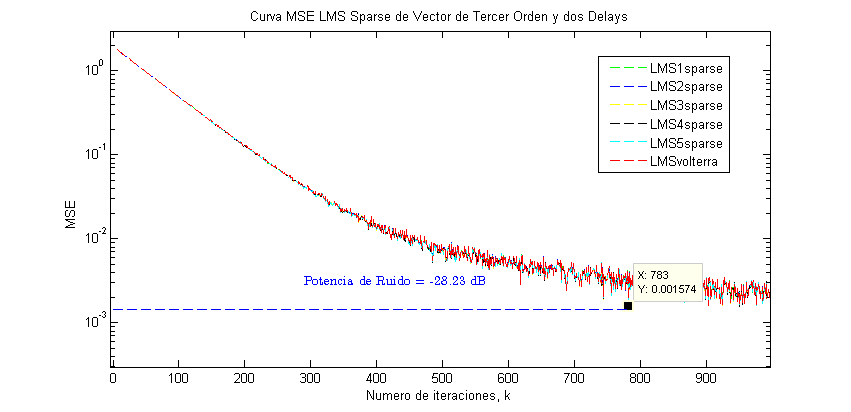 Curva MSE LMS Sparse de Vector de Tercer Orden y dos Delays
LMS1sparse
LMS2sparse
LMS3sparse
LMS4sparse
LMS5sparse
LMSvolterra
10^0
10^-1
10^-2
10^-3
MSE
Potencia de Ruido = -28.23 dB
X: 783
Y: 0.001574
0 100 200 300 400 500 600 700 800 900
Numero de iteraciones, k